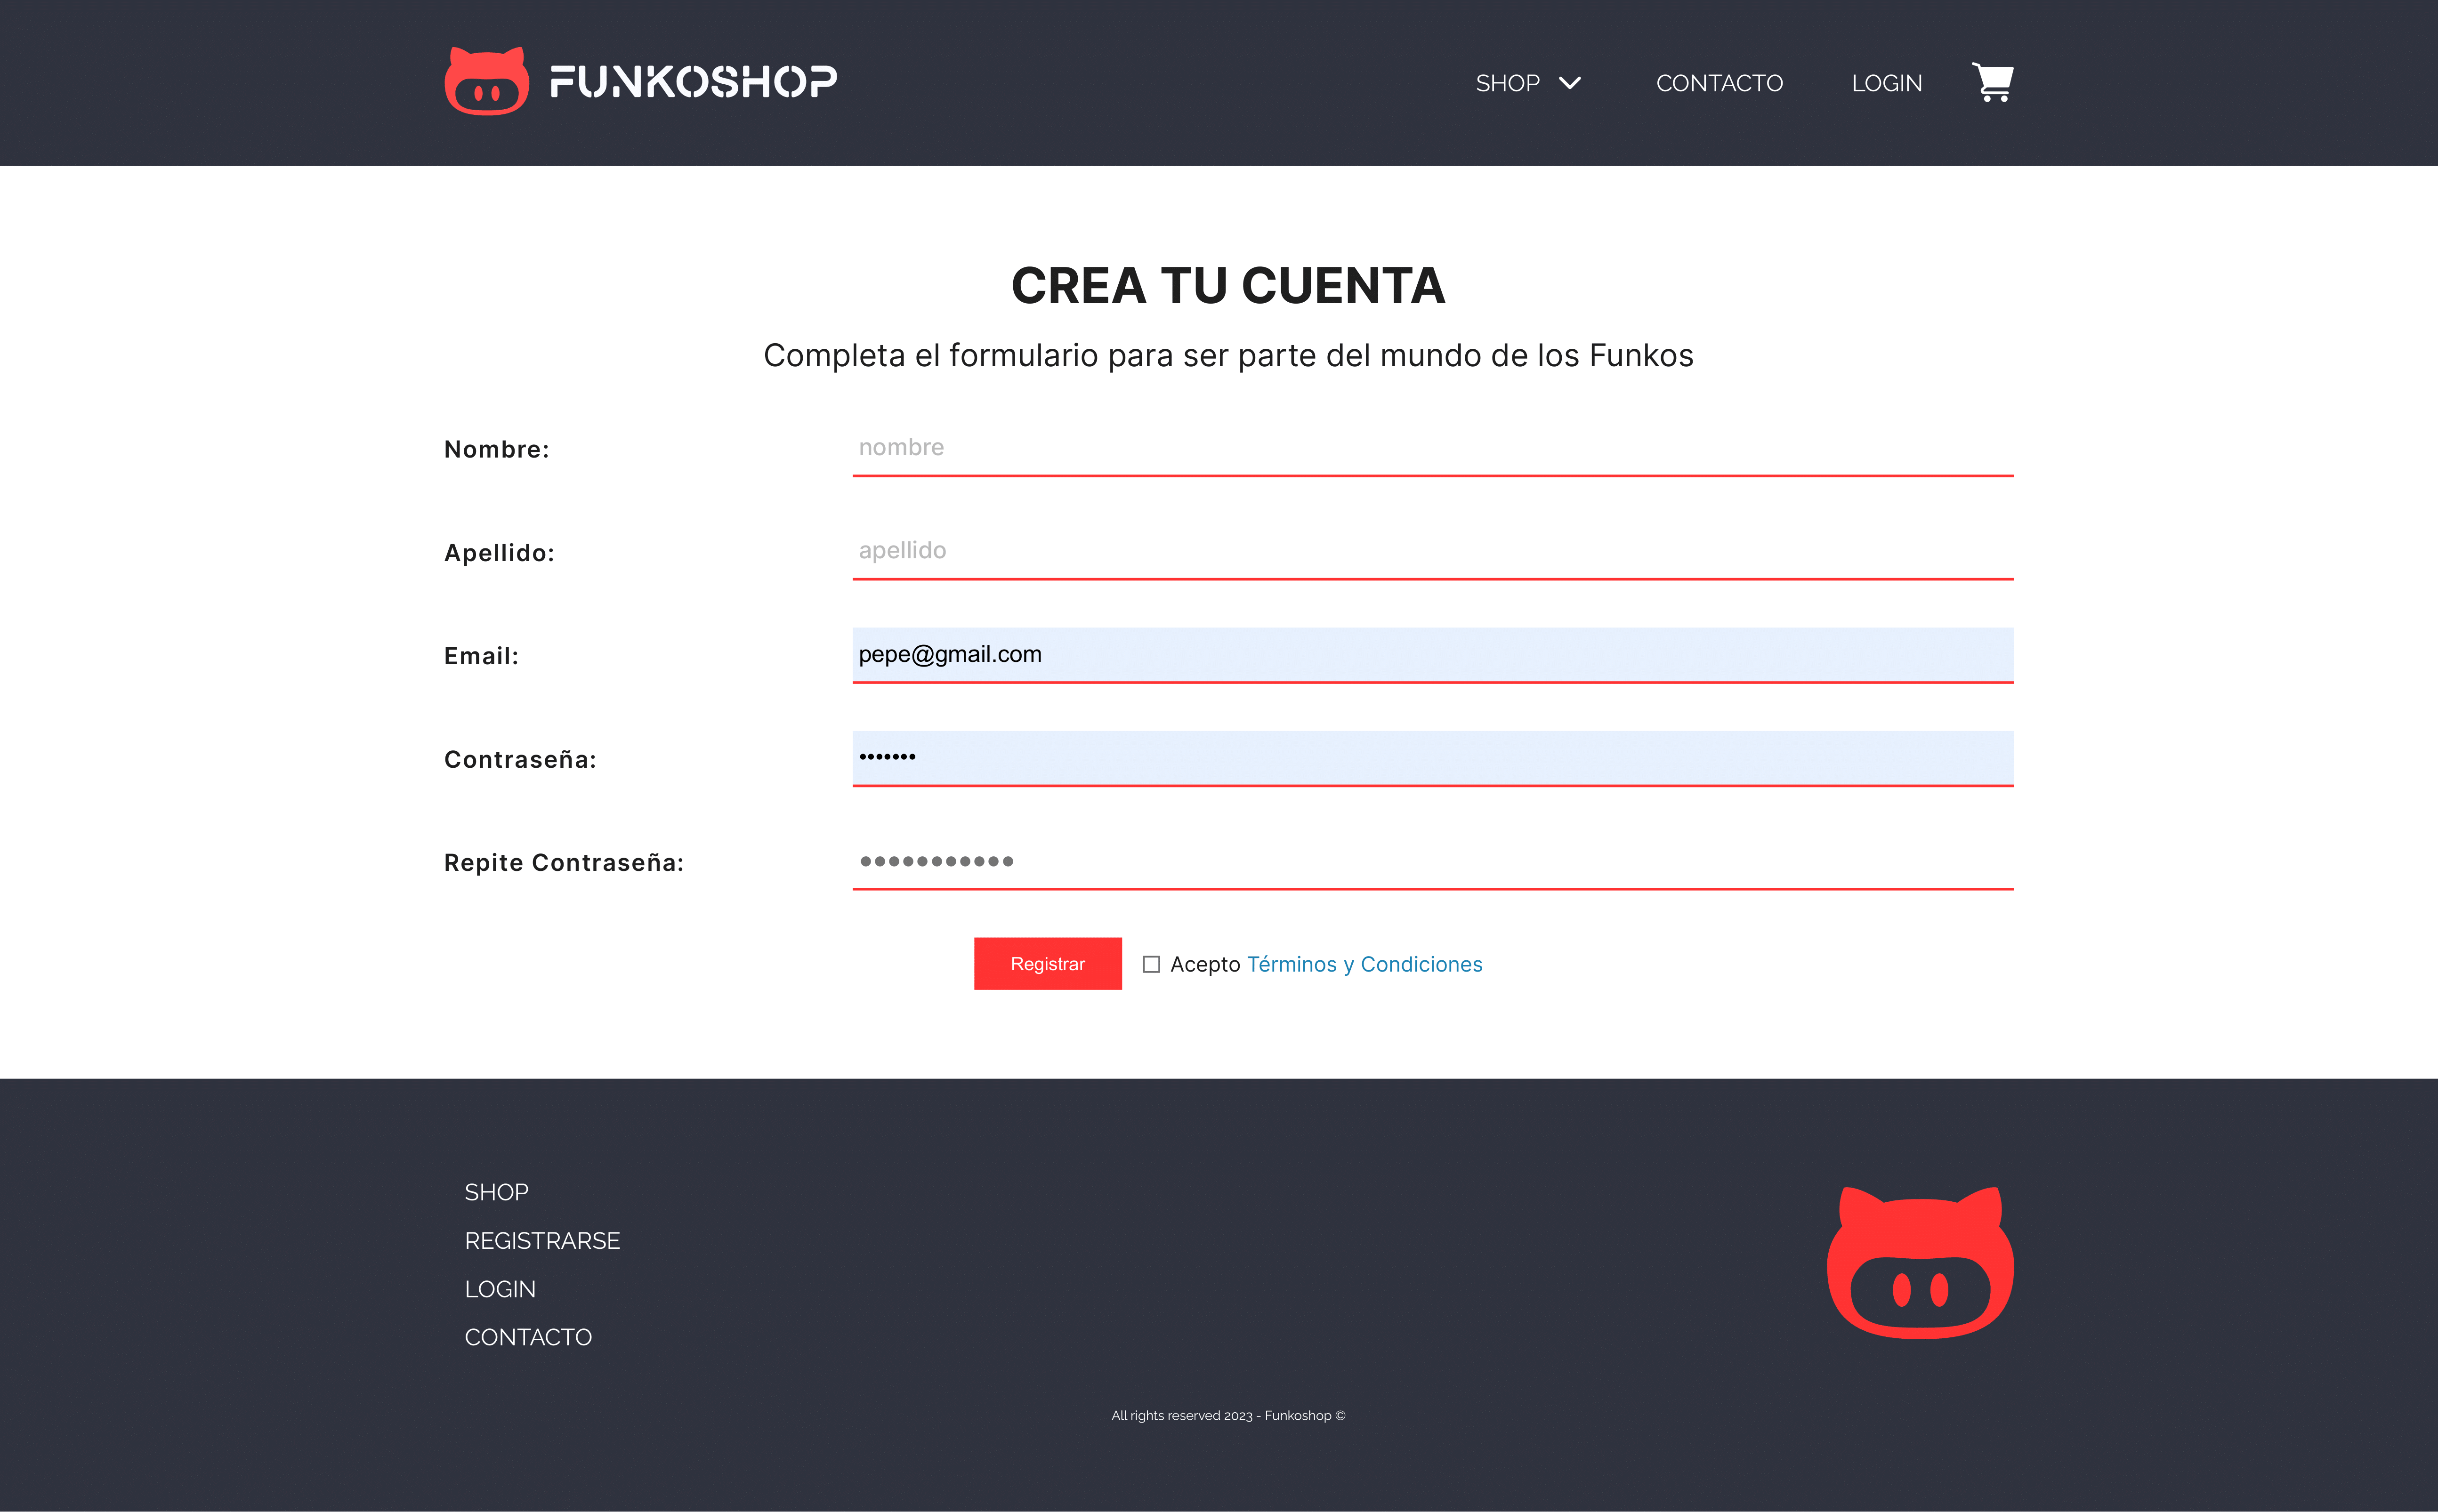 FUNKOSHOP
SHOP CONTACTO LOGIN
CREA TU CUENTA
Completa el formulario para ser parte del mundo de los Funkos
Nombre: nombre
Apellido: apellido
Email: pepe@gmail.com
Contraseña: •••••••
Repite Contraseña: •••••••••••
Registrar Acepto Términos y Condiciones
SHOP
REGISTRARSE
LOGIN
CONTACTO
All rights reserved 2023 - Funkoshop ©